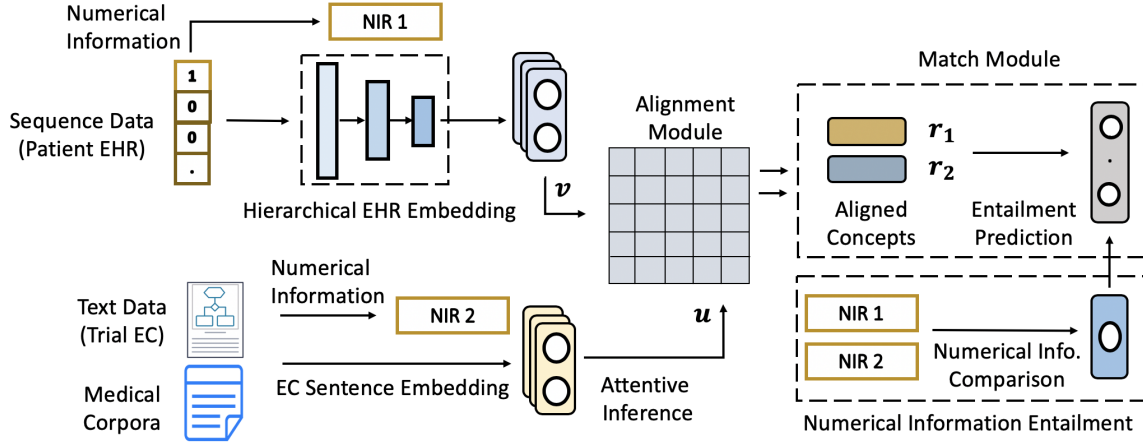 Numerical
Information
NIR 1
1
0
0
.
Sequence Data
(Patient EHR)
Hierarchical EHR Embedding
v
Alignment
Module
Match Module
r1
r2
Aligned
Concepts
Entailment
Prediction
Text Data
(Trial EC)
Numerical
Information
NIR 2
EC Sentence Embedding
Medical
Corpora
Attentive
Inference
u
NIR 1
NIR 2
Numerical Info.
Comparison
Numerical Information Entailment